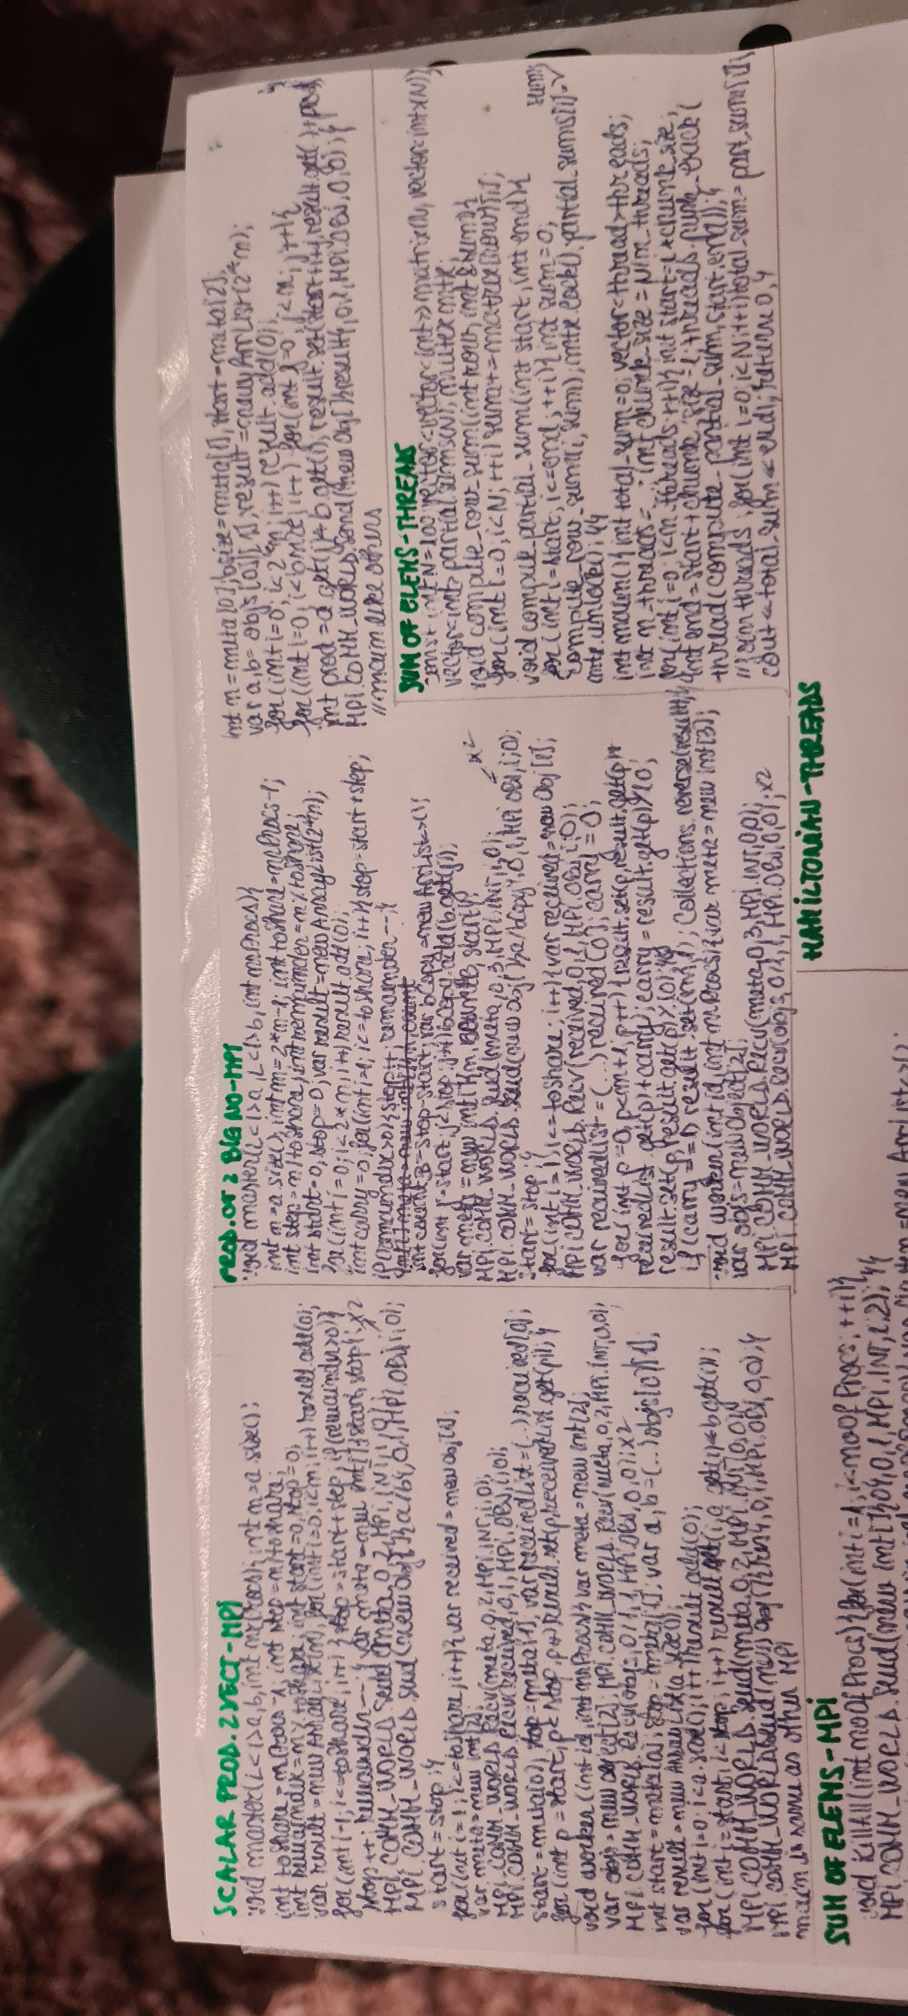 SCALAR PROD. 2 VECT-MPi
void master(L<I>a,b,int nrProcs){int n=a.size();
int toShare=nrProcs-1; int step=n/toShare;
int remainder=n%toShare; int start=0, stop=0;
var result=new ArrayList(n); for(int i=0;i<n;i++) result.add(0);
for(int i=1;i<=toShare;i++){stop=start+step; if(remainder>0){
stop++; remainder--;} var meta=new int[]{start,stop}; x2
MPi.COMM_WORLD.Send(meta,0,2,MPi.INT,i,0);
MPi.COMM_WORLD.Send(new Obj[]{a/b},0,1,MPi.OBJ,i,0);
start=stop;}
for(int i=1;i<=toShare;i++){var received=new obj[1];
var meta=new int[2];
MPi.COMM_WORLD.Recv(meta,0,2,MPi.INT,i,0);
MPi.COMM_WORLD.Recv(received,0,1,MPi.OBJ,i,0);
start=meta[0], stop=meta[1], var receivedList=(..)received[0];
for(int p=start;p<stop;p++)result.set(p,receivedList.get(p));}
void worker(int id,int nrProcs){var meta=new int[2];
var objs=new object[2]; MPi.COMM_WORLD.Recv(meta,0,2,MPi.INT,0,0);
MPi.COMM_WORLD.Recv(objs,0/1,1,MPi.OBJ,0,0);x2
int start=meta[0], stop=meta[1]; var a,b=(..)objs[0][1];
var result=new ArrayList(a.size());
for(int i=0;i<a.size();i++)result.add(0);
for(int i=start;i<stop;i++) result.set(i,a.get(i)*b.get(i));
MPi.COMM_WORLD.Send(meta,0,2,MPi.INT,0,0);
MPi.COMM_WORLD.Send(new Obj[]{res},0,1,MPi.OBJ,0,0);}
main is same as other MPI
PROD. OF 2 BIG NO-MPI
void master(L<I>a,L<I>b,int nrProcs){
int n=a.size(), int m=2*n-1; int toShare=nrProcs-1;
int step=n/toShare; int remainder=n%toShare;
int start=0, stop=0; var result=new ArrayList(2*n);
for(int i=0;i<2*n,i++)result.add(0);
int carry=0; for(int i=1;i<=toShare;i++){stop=start+step;
if(remainder>0){stop++; remainder--;}
int[] meta=new int[]{n,count
int countB=stop-start; var bCopy=new ArrList<>();
for(int j=start;j<stop;j++)bCopy.add(b.get(j));
var meta=new int[]{n,countB,start};
MPi.COMM_WORLD.Send(meta,0,3,MPi.INT,i,0); x2
MPi.COMM_WORLD.Send(new obj[]{a/bCopy},0,1,MPi.OBJ,i,0);
start=stop;}
for(int i=1;i<=toShare;i++){var received=new Obj[1];
MPi.COMM_WORLD.Recv(received,0,1,MPi.OBJ,i,0);
var receivedList=(...)received[0]; carry=0;
for(int p=0,p<m+1,p++){result.set(p,result.get(p)+
receivedList.get(p)+carry);carry=result.get(p)/10;
result.set(p,result.get(p)%10);}}
if(carry==1) result.set(m,1); Collections.reverse(result);}
void worker(int id,int nrProcs){var meta=new int[3];
var objs=new Object[2];
MPi.COMM_WORLD.Recv(meta,0,3,MPi.INT,0,0);
MPi.COMM_WORLD.Recv(objs,0/1,1,MPi.OBJ,0,0);x2
int n=meta[0],bsize=meta[1],start=meta[2];
var a,b=objs[0][1];result=new ArrList(2*n);
for(int i=0;i<2*n;i++)result.add(0);
for(int i=0;i<bsize;i++) for(int j=0;j<n;j++){
int prod=a.get(j)*b.get(i), result.set(start+i+j,result.get()+prod);
MPi.COMM_WORLD.Send(new Obj[]{result},0,1,MPi.OBJ,0,0);}
//main like others
SUM OF ELEMS-THREADS
const int N=100; vector<vector<int>>matrix(N, vector<int>(N));
vector<int> partial_sums(N); mutex mtx;
void compute_row_sum(int row, int &sum){
for(int i=0;i<N;++i) sum+=matrix[row][i];
void compute_partial_sum(int start,int end){
for(int i=start;i<=end;++i){int sum=0;
compute_row_sum(i,sum);mtx.lock();partial_sums[i]=sum;
mtx.unlock();}}
int main(){int total_sum=0; vector<thread>threads;
int n_threads=..; int chunk_size=N/n_threads;
for(int i=0;i<n_threads;++i){ int start=i*chunk_size;
int end=start+chunk_size-1;threads.push_back(
thread(compute_partial_sum,start,end));}
//join threads; for(int i=0;i<N;i++)total_sum=part_sums[i];
cout<<total_sum<<endl;return 0;}
SUM OF ELEMS-MPi
void killAll(int noOfProcs){for(int i=1;i<noOfProcs;++i){
MPi.COMM_WORLD.Send(new int[]{0},0,1,MPi.INT,i,2);}}
HAMILTONIAN-THREADS